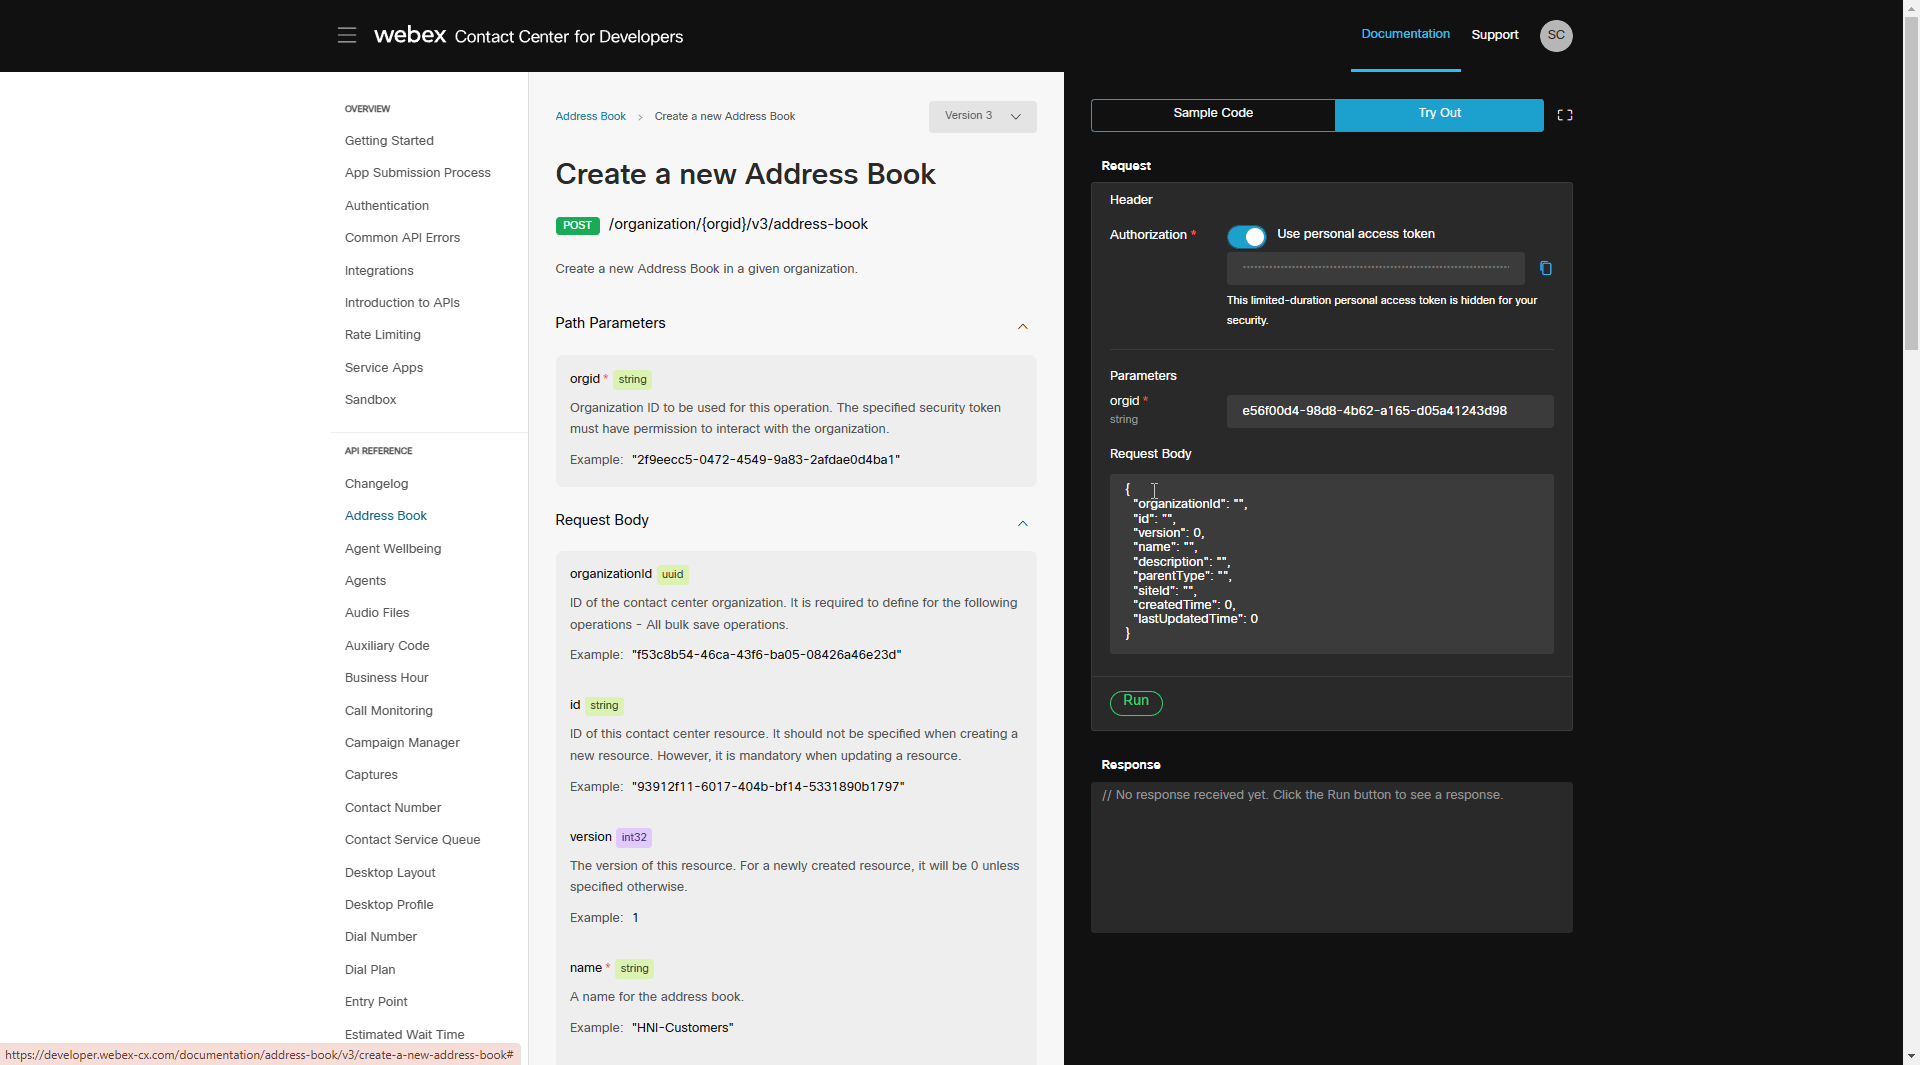 webex Contact Center for Developers
Documentation
Support
SC
OVERVIEW
Getting Started
App Submission Process
Authentication
Common API Errors
Integrations
Introduction to APIs
Rate Limiting
Service Apps
Sandbox
API REFERENCE
Changelog
Address Book
Agent Wellbeing
Agents
Audio Files
Auxiliary Code
Business Hour
Call Monitoring
Campaign Manager
Captures
Contact Number
Contact Service Queue
Desktop Layout
Desktop Profile
Dial Number
Dial Plan
Entry Point
Estimated Wait Time
https://developer.webex-cx.com/documentation/address-book/v3/create-a-new-address-book#
Address Book > Create a new Address Book
Version 3
Create a new Address Book
POST /organization/{orgid}/v3/address-book
Create a new Address Book in a given organization.
Path Parameters
orgid * string
Organization ID to be used for this operation. The specified security token
must have permission to interact with the organization.
Example: "2f9eecc5-0472-4549-9a83-2afdae0d4ba1"
Request Body
organizationId uuid
ID of the contact center organization. It is required to define for the following
operations - All bulk save operations.
Example: "f53c8b54-46ca-43f6-ba05-08426a46e23d"
id string
ID of this contact center resource. It should not be specified when creating a
new resource. However, it is mandatory when updating a resource.
Example: "93912f11-6017-404b-bf14-5331890b1797"
version int32
The version of this resource. For a newly created resource, it will be 0 unless
specified otherwise.
Example: 1
name * string
A name for the address book.
Example: "HNI-Customers"
Sample Code
Try Out
Request
Header
Authorization *
Use personal access token
This limited-duration personal access token is hidden for your
security.
Parameters
orgid *
string
e56f00d4-98d8-4b62-a165-d05a41243d98
Request Body
{
"organizationId": "",
"id": "",
"version": 0,
"name": "",
"description": "",
"parentType": "",
"siteId": "",
"createdTime": 0,
"lastUpdatedTime": 0
}
Run
Response
// No response received yet. Click the Run button to see a response.